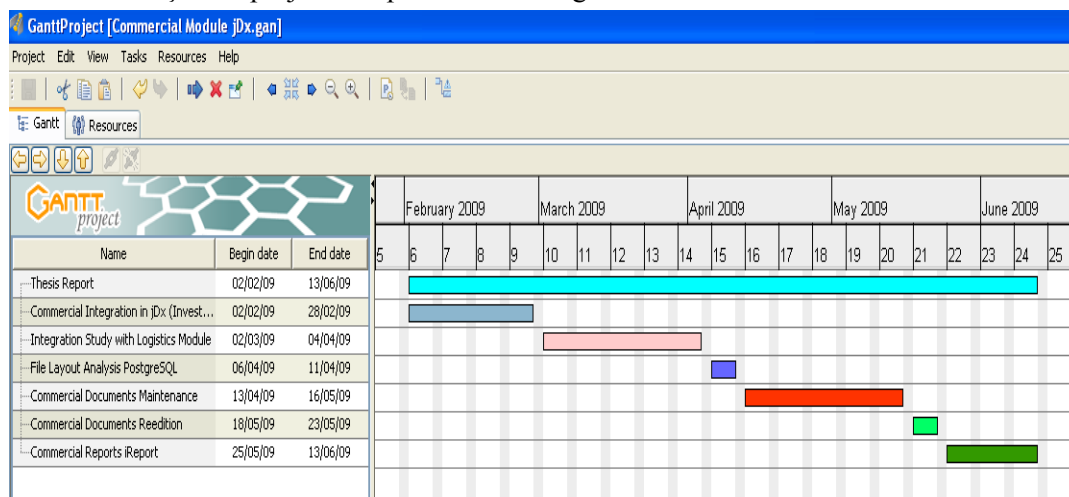 GanttProject [Commercial Module jDx.gan]
Project Edit View Tasks Resources Help
Gantt Resources
GANTT project
February 2009 March 2009 April 2009 May 2009 June 2009
Name Begin date End date 5 6 7 8 9 10 11 12 13 14 15 16 17 18 19 20 21 22 23 24 25
Thesis Report 02/02/09 13/06/09
Commercial Integration in jDx (Invest... 02/02/09 28/02/09
Integration Study with Logistics Module 02/03/09 04/04/09
File Layout Analysis PostgreSQL 06/04/09 11/04/09
Commercial Documents Maintenance 13/04/09 16/05/09
Commercial Documents Reedition 18/05/09 23/05/09
Commercial Reports iReport 25/05/09 13/06/09